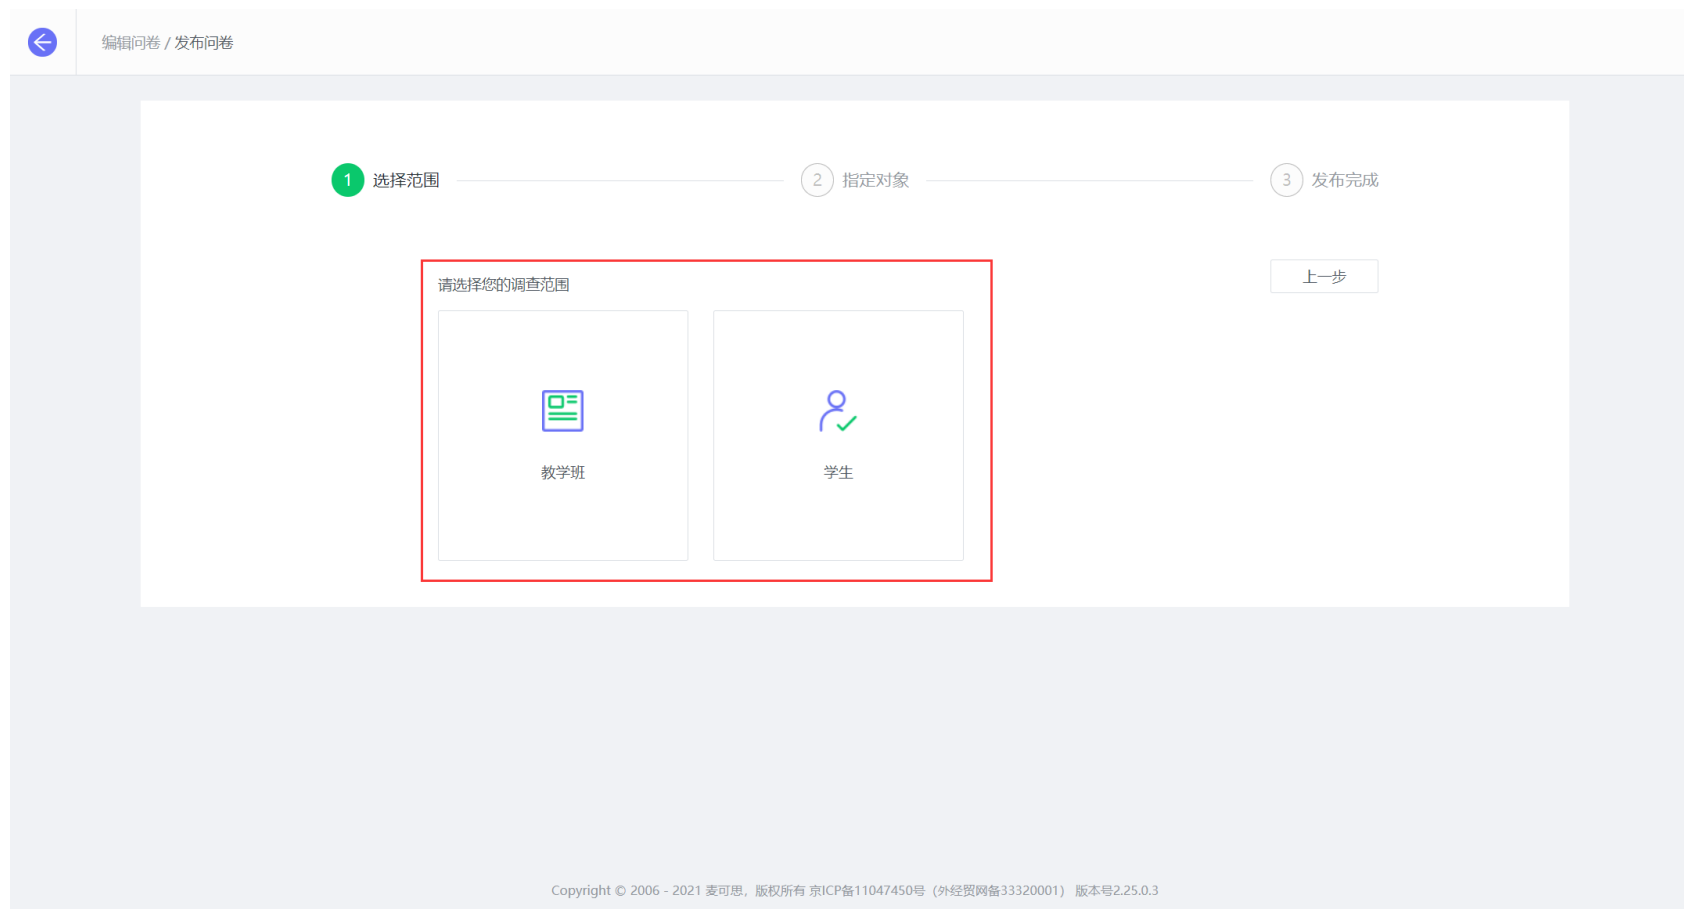 编辑问卷 / 发布问卷
1 选择范围
2 指定对象
3 发布完成
请选择您的调查范围
上一步
教学班
学生
Copyright © 2006 - 2021 麦可思，版权所有 京ICP备11047450号（外经贸网备33320001） 版本号2.25.0.3